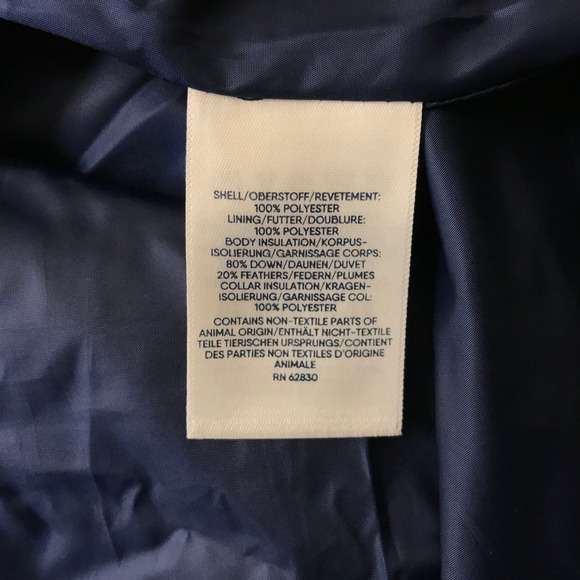 SHELL/OBERSTOFF/REVETEMENT:
100% POLYESTER
LINING/FUTTER/DOUBLURE:
100% POLYESTER
BODY INSULATION/KORPUS-
ISOLIERUNG/GARNISSAGE CORPS:
80% DOWN/DAUNEN/DUVET
20% FEATHERS/FEDERN/PLUMES
COLLAR INSULATION/KRAGEN-
ISOLIERUNG/GARNISSAGE COL:
100% POLYESTER
CONTAINS NON-TEXTILE PARTS OF
ANIMAL ORIGIN/ENTHÄLT NICHT-TEXTILE
TEILE TIERISCHEN URSPRUNGS/CONTIENT
DES PARTIES NON TEXTILES D'ORIGINE
ANIMALE
RN 62830